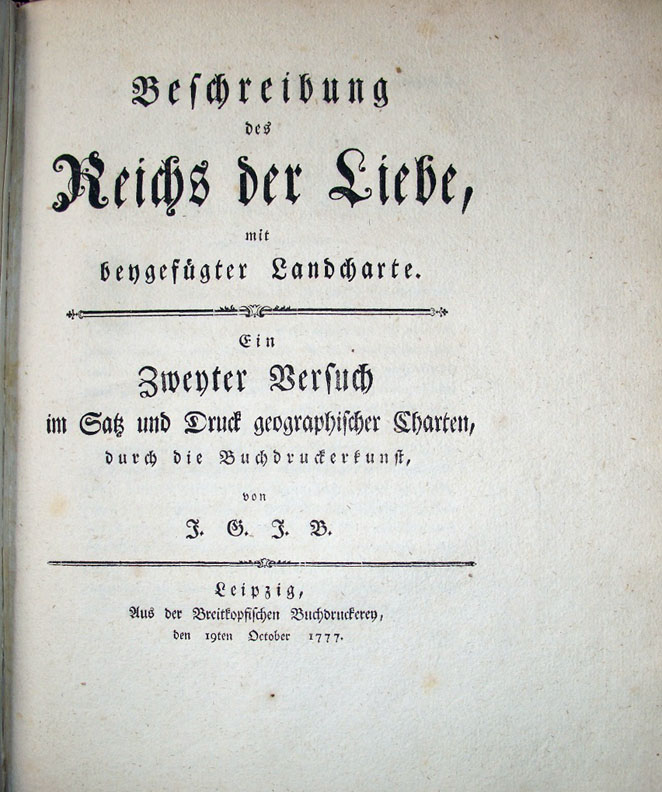 Beschreibung
des
Reichs der Liebe,
mit
beygefügter Landcharte.
Ein
Zweyter Versuch
im Satz und Druck geographischer Charten,
durch die Buchdruckerkunst,
von
J. G. J. B.
Leipzig,
Aus der Breitkopfischen Buchdruckerey,
den 19ten October 1777.